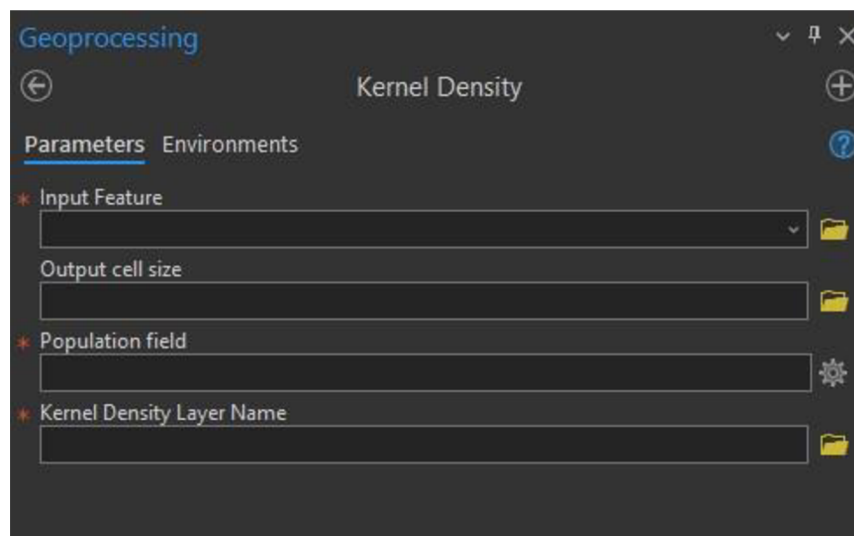 Geoprocessing
Kernel Density
Parameters Environments
* Input Feature
Output cell size
* Population field
* Kernel Density Layer Name